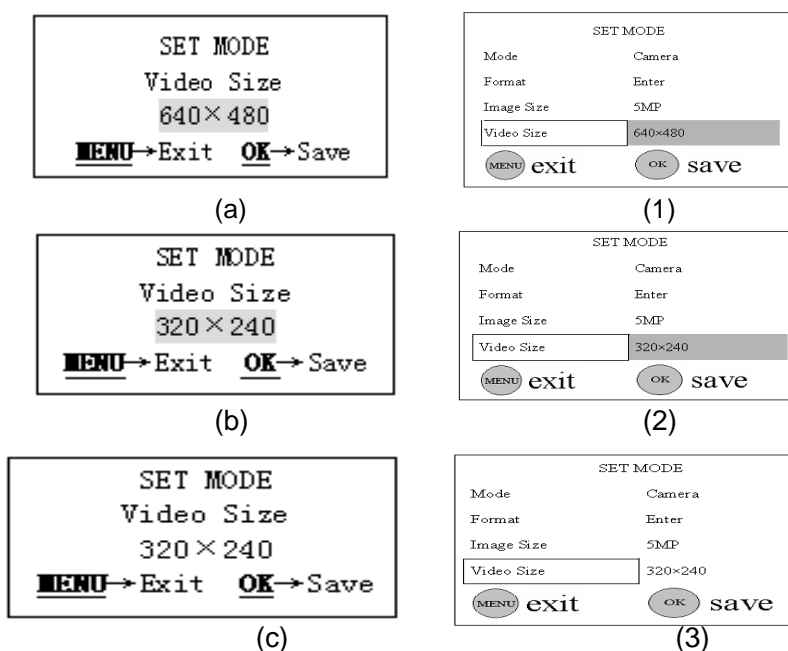 SET MODE
Video Size
640×480
MENU→Exit OK→Save
(a)
SET MODE
Mode Camera
Format Enter
Image Size 5MP
Video Size 640×480
MENU exit OK save
(1)
SET MODE
Video Size
320×240
MENU→Exit OK→Save
(b)
SET MODE
Mode Camera
Format Enter
Image Size 5MP
Video Size 320×240
MENU exit OK save
(2)
SET MODE
Video Size
320×240
MENU→Exit OK→Save
(c)
SET MODE
Mode Camera
Format Enter
Image Size 5MP
Video Size 320×240
MENU exit OK save
(3)